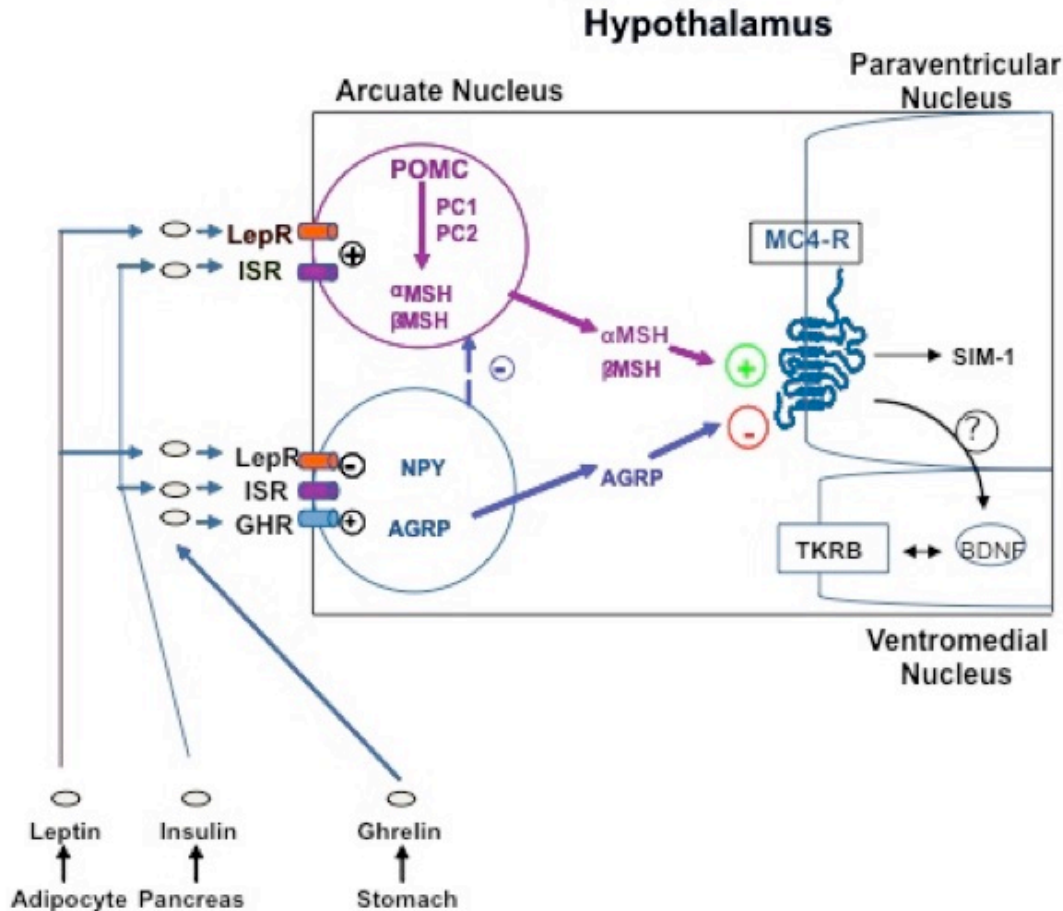 Hypothalamus
Paraventricular
Nucleus
Arcuate Nucleus
POMC
PC1
PC2
LepR
+
ISR
αMSH
βMSH
MC4-R
αMSH
βMSH
+
SIM-1
-
-
?
LepR
-
NPY
ISR
GHR
+
AGRP
AGRP
TKRB
BDNF
Ventromedial
Nucleus
Leptin
Insulin
Ghrelin
Adipocyte
Pancreas
Stomach